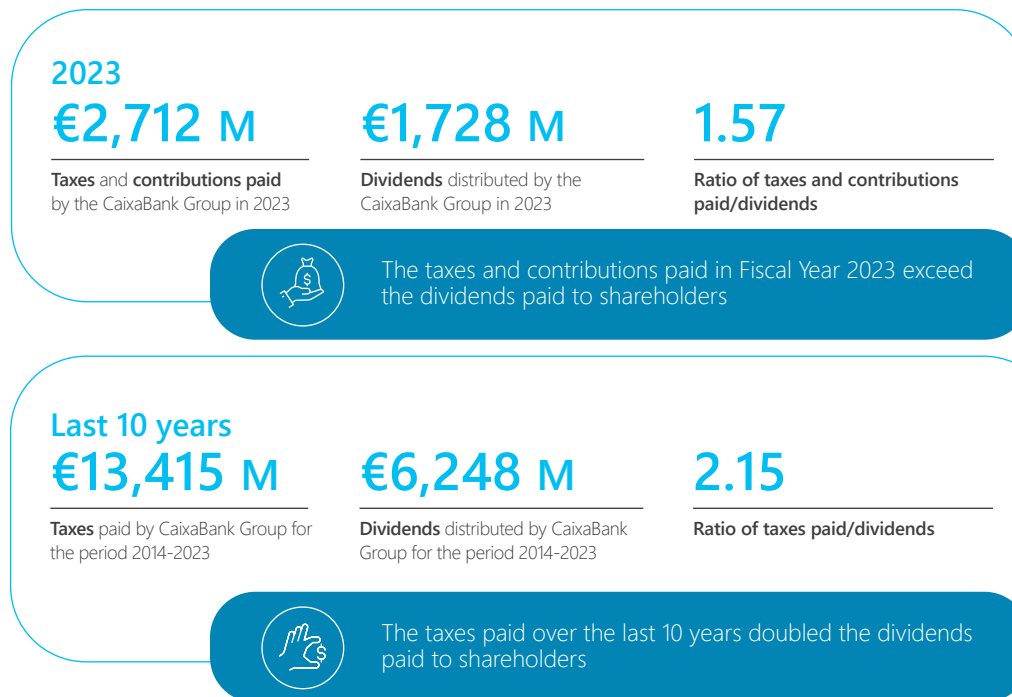 2023
€2,712 M
€1,728 M
1.57
Taxes and contributions paid
by the CaixaBank Group in 2023
Dividends distributed by the
CaixaBank Group in 2023
Ratio of taxes and contributions
paid/dividends
$
The taxes and contributions paid in Fiscal Year 2023 exceed
the dividends paid to shareholders
Last 10 years
€13,415 M
€6,248 M
2.15
Taxes paid by CaixaBank Group for
the period 2014-2023
Dividends distributed by CaixaBank
Group for the period 2014-2023
Ratio of taxes paid/dividends
$
The taxes paid over the last 10 years doubled the dividends
paid to shareholders